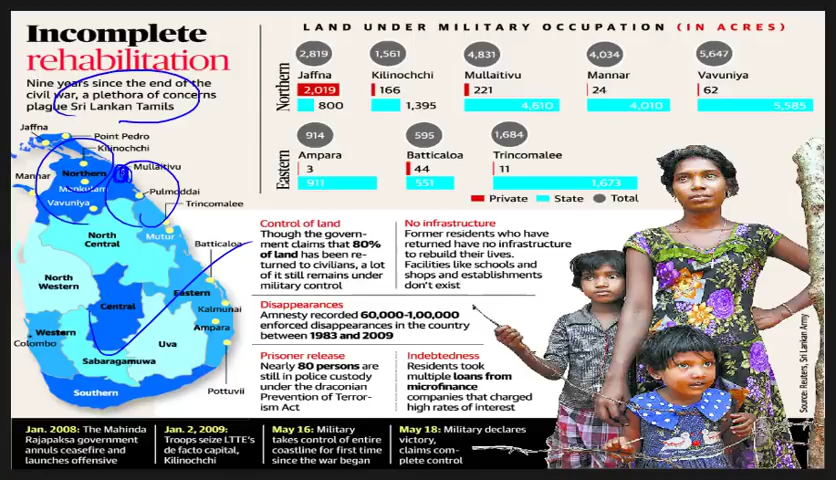 Incomplete
rehabilitation
Nine years since the end of the
civil war, a plethora of concerns
plague Sri Lankan Tamils
LAND UNDER MILITARY OCCUPATION (IN ACRES)
Northern
2,819
Jaffna
2,019
800
1,561
Kilinochchi
166
1,395
4,831
Mullaitivu
221
4,610
4,034
Mannar
24
4,010
5,647
Vavuniya
62
5,585
Eastern
914
Ampara
3
911
595
Batticaloa
44
551
1,684
Trincomalee
11
1,673
Private State Total
Jaffna
Point Pedro
Kilinochchi
Mullaitivu
Mannar
Northern
Mankulam
Pulmoddai
Vavuniya
Trincomalee
North
Central
Mutur
Batticaloa
North
Western
Eastern
Central
Kalmunai
Western
Ampara
Colombo
Uva
Sabaragamuwa
Pottuvil
Southern
Control of land
Though the govern-
ment claims that 80%
of land has been re-
turned to civilians, a lot
of it still remains under
military control
No infrastructure
Former residents who have
returned have no infrastructure
to rebuild their lives.
Facilities like schools and
shops and establishments
don't exist
Disappearances
Amnesty recorded 60,000-1,00,000
enforced disappearances in the country
between 1983 and 2009
Prisoner release
Nearly 80 persons are
still in police custody
under the draconian
Prevention of Terror-
ism Act
Indebtedness
Residents took
multiple loans from
microfinance
companies that charged
high rates of interest
Source: Reuters, Sri Lankan Army
Jan. 2008: The Mahinda
Rajapaksa government
annuls ceasefire and
launches offensive
Jan. 2, 2009:
Troops seize LTTE's
de facto capital,
Kilinochchi
May 16: Military
takes control of entire
coastline for first time
since the war began
May 18: Military declares
victory,
claims com-
plete control